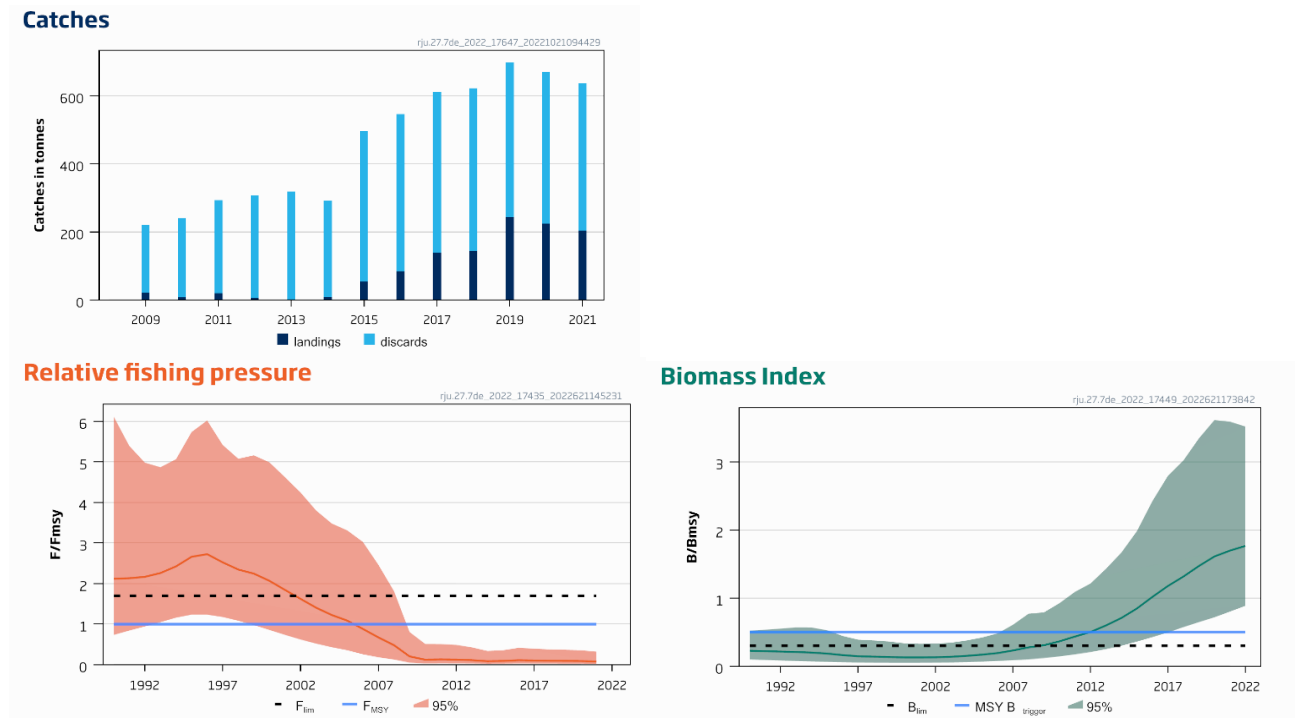 Catches
rju.27.7de_2022_17647_20221021094429
Catches in tonnes
600
400
200
0
2009 2011 2013 2015 2017 2019 2021
landings discards
Relative fishing pressure
rju.27.7de_2022_17435_2022621145231
F/Fmsy
6
5
4
3
2
1
0
1992 1997 2002 2007 2012 2017 2022
Flim FMSY 95%
Biomass Index
rju.27.7de_2022_17449_2022621173842
B/Bmsy
3
2
1
0
1992 1997 2002 2007 2012 2017 2022
Blim MSY B trigger 95%